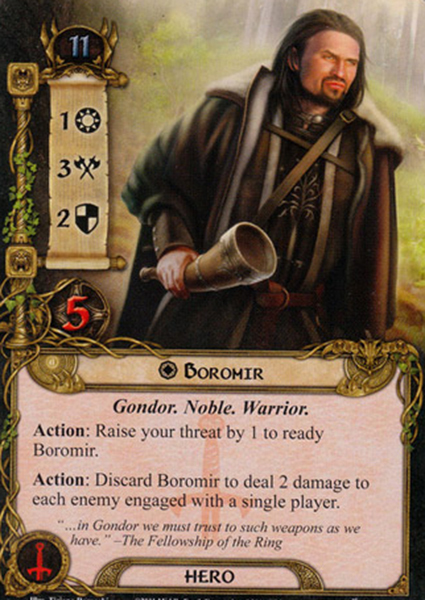 11
1
3
2
5
BOROMIR
Gondor. Noble. Warrior.
Action: Raise your threat by 1 to ready
Boromir.
Action: Discard Boromir to deal 2 damage to
each enemy engaged with a single player.
“…in Gondor we must trust to such weapons as we
have.” –The Fellowship of the Ring
HERO